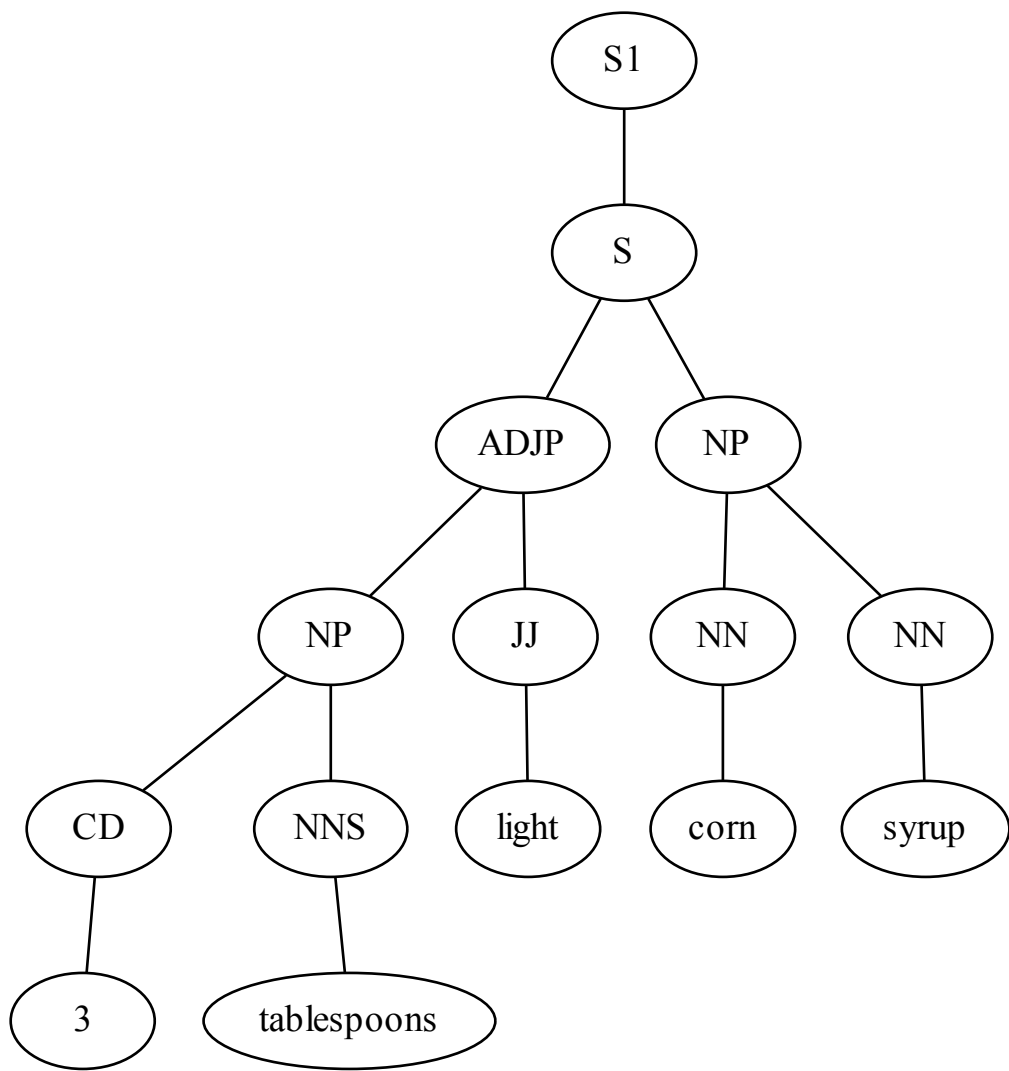 S1
S
ADJP NP
NP JJ NN NN
CD NNS light corn syrup
3 tablespoons